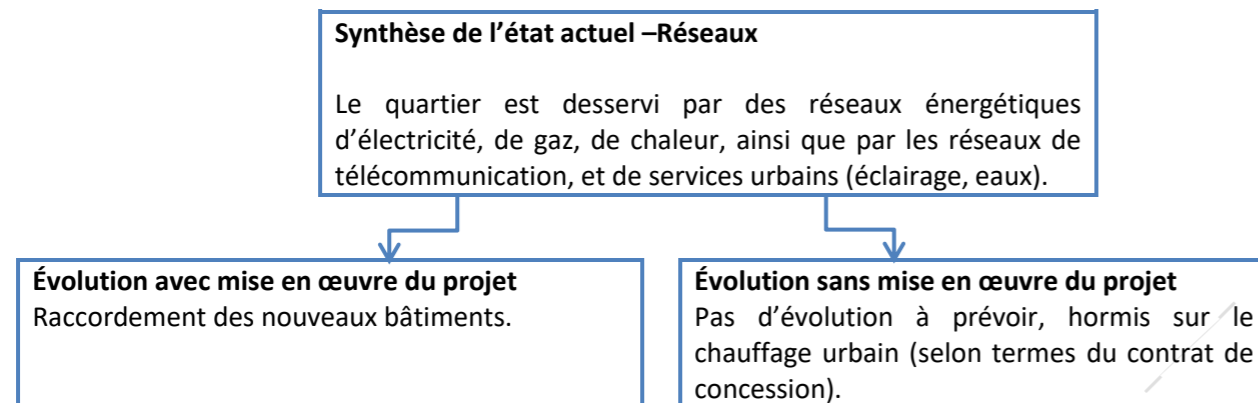 Synthèse de l’état actuel –Réseaux
Le quartier est desservi par des réseaux énergétiques
d’électricité, de gaz, de chaleur, ainsi que par les réseaux de
télécommunication, et de services urbains (éclairage, eaux).
Évolution avec mise en œuvre du projet
Raccordement des nouveaux bâtiments.
Évolution sans mise en œuvre du projet
Pas d’évolution à prévoir, hormis sur le
chauffage urbain (selon termes du contrat de
concession).